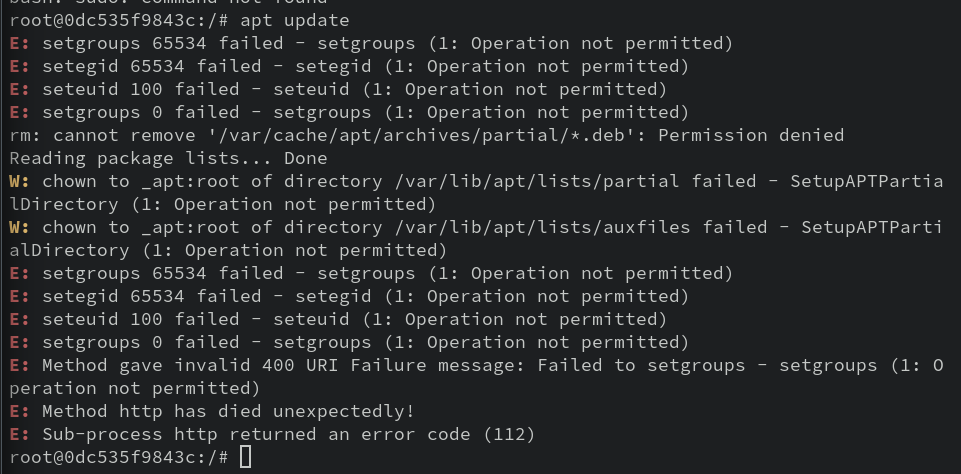 bash: sudo: command not found
root@0dc535f9843c:/# apt update
E: setgroups 65534 failed - setgroups (1: Operation not permitted)
E: setegid 65534 failed - setegid (1: Operation not permitted)
E: seteuid 100 failed - seteuid (1: Operation not permitted)
E: setgroups 0 failed - setgroups (1: Operation not permitted)
rm: cannot remove '/var/cache/apt/archives/partial/*.deb': Permission denied
Reading package lists... Done
W: chown to _apt:root of directory /var/lib/apt/lists/partial failed - SetupAPTPartia
lDirectory (1: Operation not permitted)
W: chown to _apt:root of directory /var/lib/apt/lists/auxfiles failed - SetupAPTParti
alDirectory (1: Operation not permitted)
E: setgroups 65534 failed - setgroups (1: Operation not permitted)
E: setegid 65534 failed - setegid (1: Operation not permitted)
E: seteuid 100 failed - seteuid (1: Operation not permitted)
E: setgroups 0 failed - setgroups (1: Operation not permitted)
E: Method gave invalid 400 URI Failure message: Failed to setgroups - setgroups (1: O
peration not permitted)
E: Method http has died unexpectedly!
E: Sub-process http returned an error code (112)
root@0dc535f9843c:/#